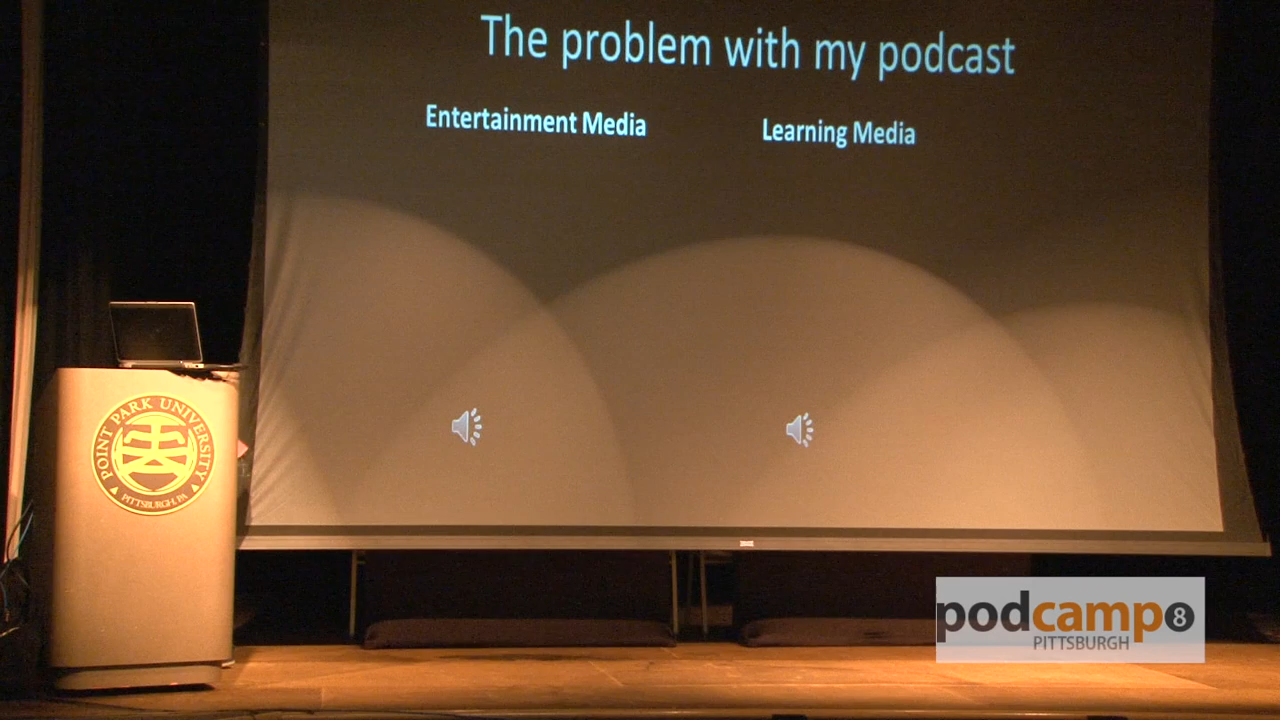 The problem with my podcast
Entertainment Media
Learning Media
POINT PARK UNIVERSITY
PITTSBURGH, PA
podcamp8
PITTSBURGH